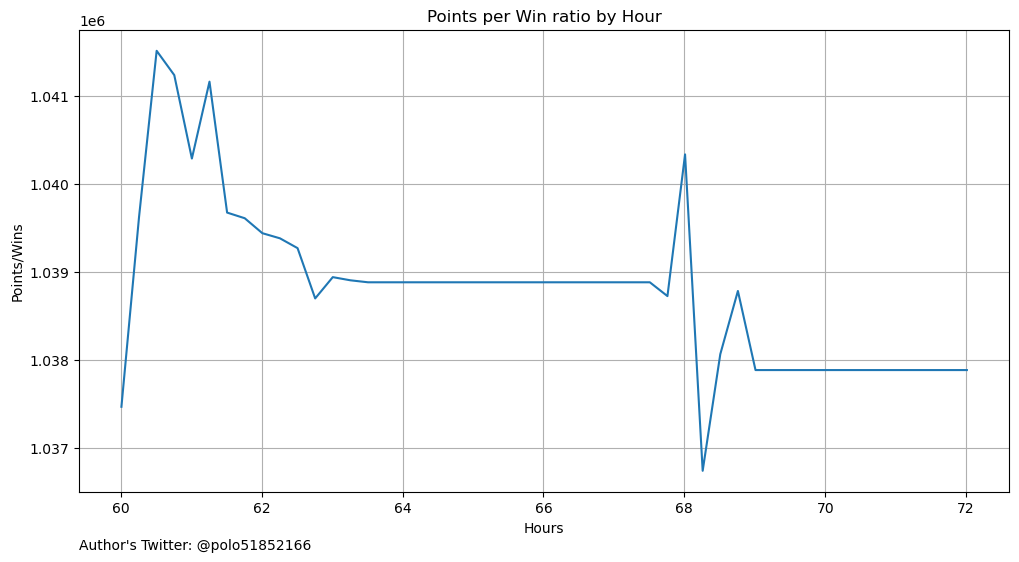 Points per Win ratio by Hour
1e6
1.041
1.040
1.039
1.038
1.037
Points/Wins
60 62 64 66 68 70 72
Hours
Author's Twitter: @polo51852166